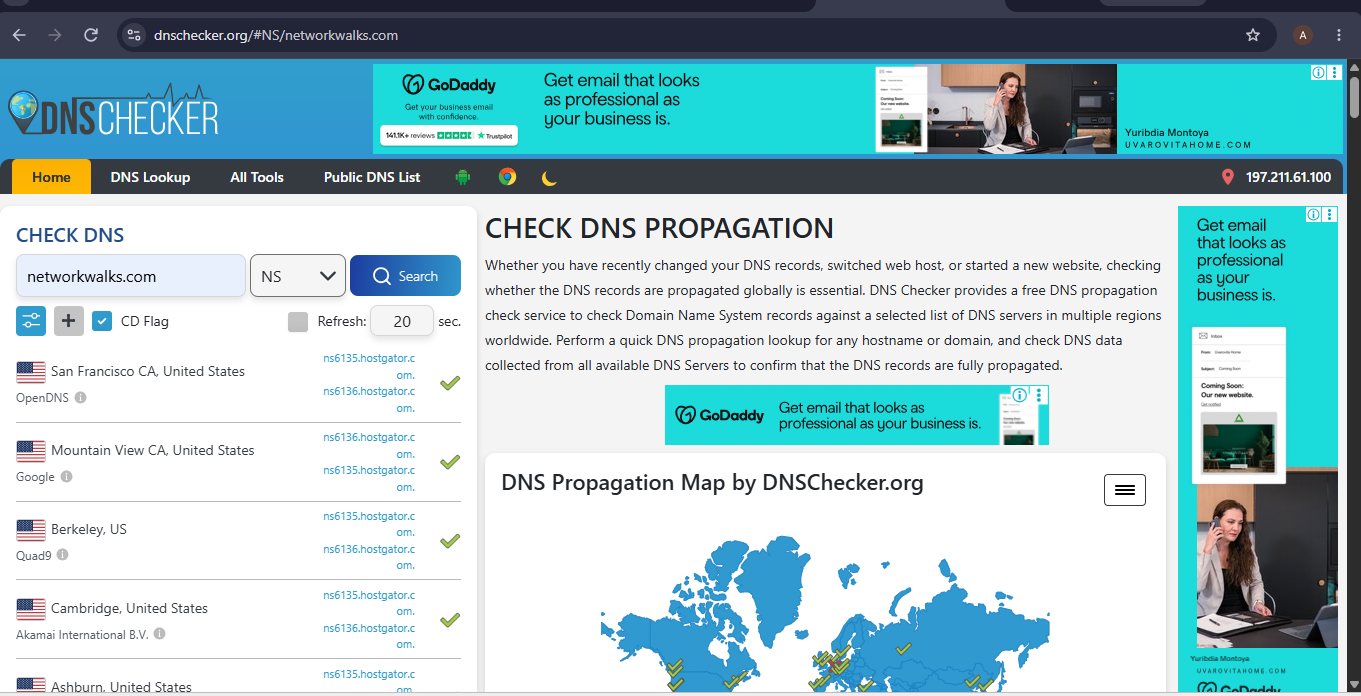 dnschecker.org/#NS/networkwalks.com
A
DNSCHECKER
GoDaddy
Get your business email
with confidence.
141.1K+ reviews
Trustpilot
Get email that looks
as professional as
your business is.
Coming Soon:
Our new website.
Yuribdia Montoya
UVAROVITAHOME.COM
Home
DNS Lookup
All Tools
Public DNS List
197.211.61.100
CHECK DNS
networkwalks.com
NS
Search
CD Flag
Refresh:
20
sec.
San Francisco CA, United States
OpenDNS
ns6135.hostgator.c
om.
ns6136.hostgator.c
om.
Mountain View CA, United States
Google
ns6136.hostgator.c
om.
ns6135.hostgator.c
om.
Berkeley, US
Quad9
ns6135.hostgator.c
om.
ns6136.hostgator.c
om.
Cambridge, United States
Akamai International B.V.
ns6135.hostgator.c
om.
ns6136.hostgator.c
om.
Ashburn, United States
ns6135.hostgator.c
om.
CHECK DNS PROPAGATION
Whether you have recently changed your DNS records, switched web host, or started a new website, checking
whether the DNS records are propagated globally is essential. DNS Checker provides a free DNS propagation
check service to check Domain Name System records against a selected list of DNS servers in multiple regions
worldwide. Perform a quick DNS propagation lookup for any hostname or domain, and check DNS data
collected from all available DNS Servers to confirm that the DNS records are fully propagated.
GoDaddy
Get email that looks as
professional as your business is.
DNS Propagation Map by DNSChecker.org
Get email
that looks as
professional
as your
business is.
Inbox
From:
Subject: Coming Soon
Coming Soon:
Our new website.
Get notified
Yuribdia Montoya
UVAROVITAHOME.COM
GoDaddy